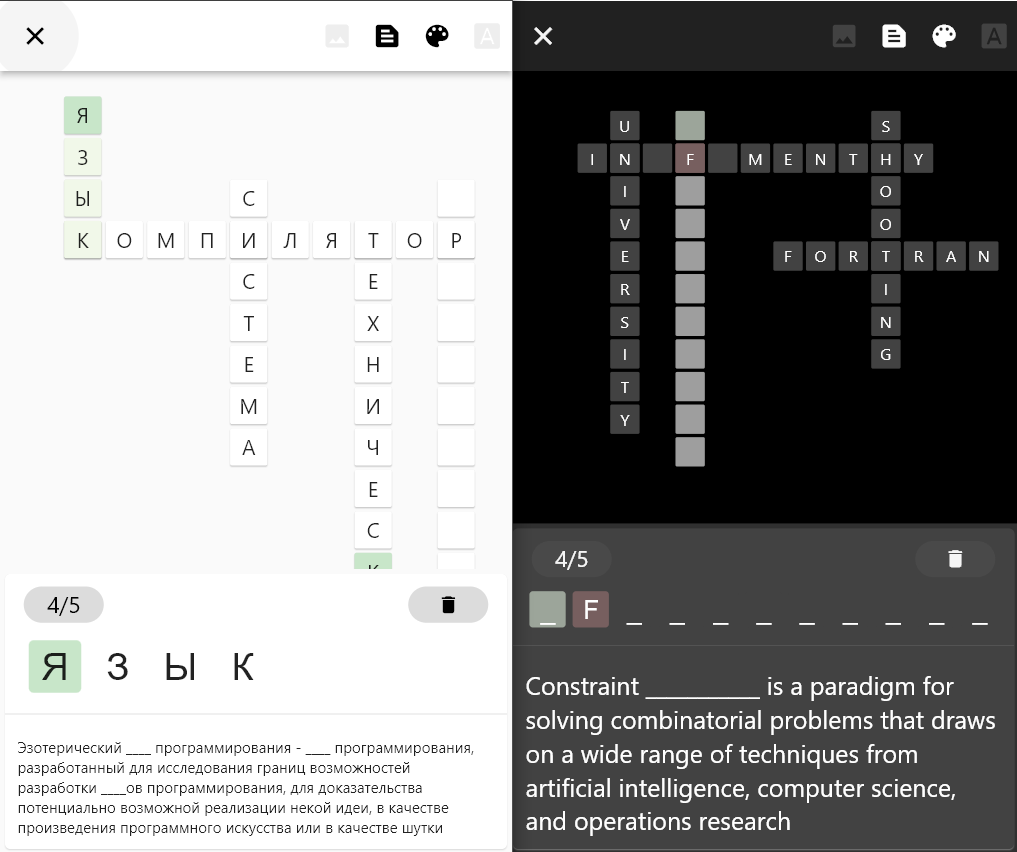 A
Я
З
Ы С
К О М П И Л Я Т О Р
С Е
Т Х
Е Н
М И
А Ч
Е
С
К
4/5
Я З Ы К
Эзотерический ____ программирования - ____ программирования,
разработанный для исследования границ возможностей
разработки ____ов программирования, для доказательства
потенциально возможной реализации некой идеи, в качестве
произведения программного искусства или в качестве шутки
A
U S
I N F M E N T H Y
I O
V O
E F O R T R A N
R I
S N
I G
T
Y
4/5
_ F _ _ _ _ _ _ _ _ _
Constraint __________ is a paradigm for
solving combinatorial problems that draws
on a wide range of techniques from
artificial intelligence, computer science,
and operations research